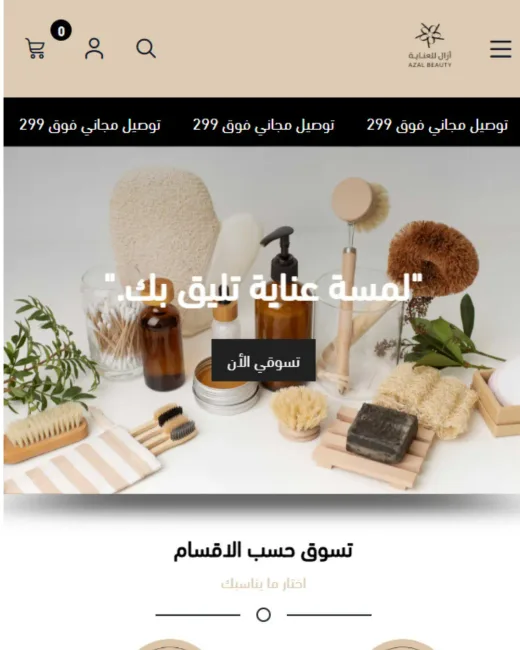 0
أزال للعناية
AZAL BEAUTY
توصيل مجاني فوق 299
توصيل مجاني فوق 299
توصيل مجاني فوق 299
"لمسة عناية تليق بك."
تسوقي الأن
تسوق حسب الاقسام
اختار ما يناسبك